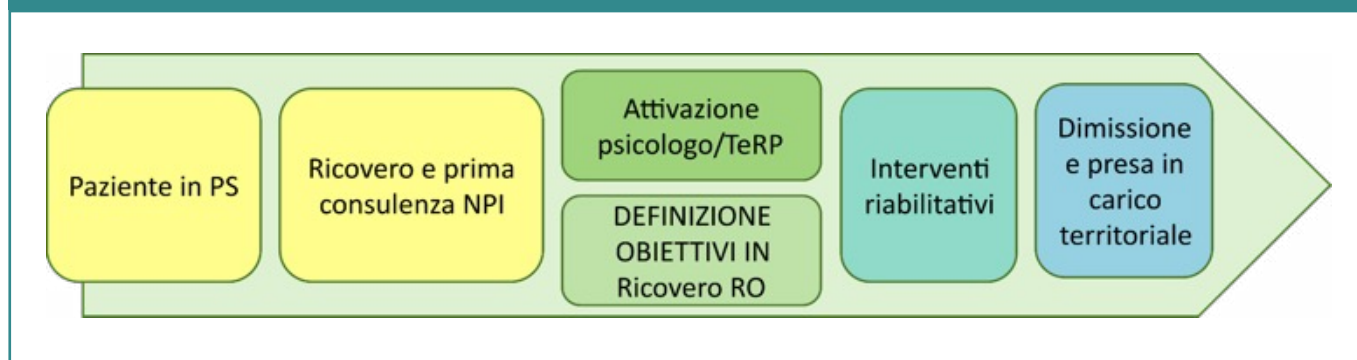 Paziente in PS
Ricovero e prima
consulenza NPI
Attivazione
psicologo/TeRP
DEFINIZIONE
OBIETTIVI IN
Ricovero RO
Interventi
riabilitativi
Dimissione
e presa in
carico
territoriale